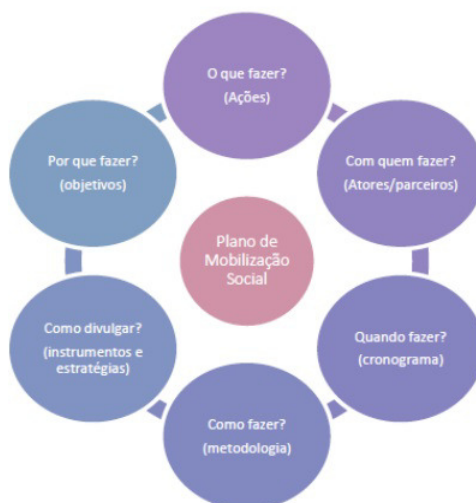 O que fazer?
(Ações)
Com quem fazer?
(Atores/parceiros)
Quando fazer?
(cronograma)
Como fazer?
(metodologia)
Como divulgar?
(instrumentos e
estratégias)
Por que fazer?
(objetivos)
Plano de
Mobilização
Social